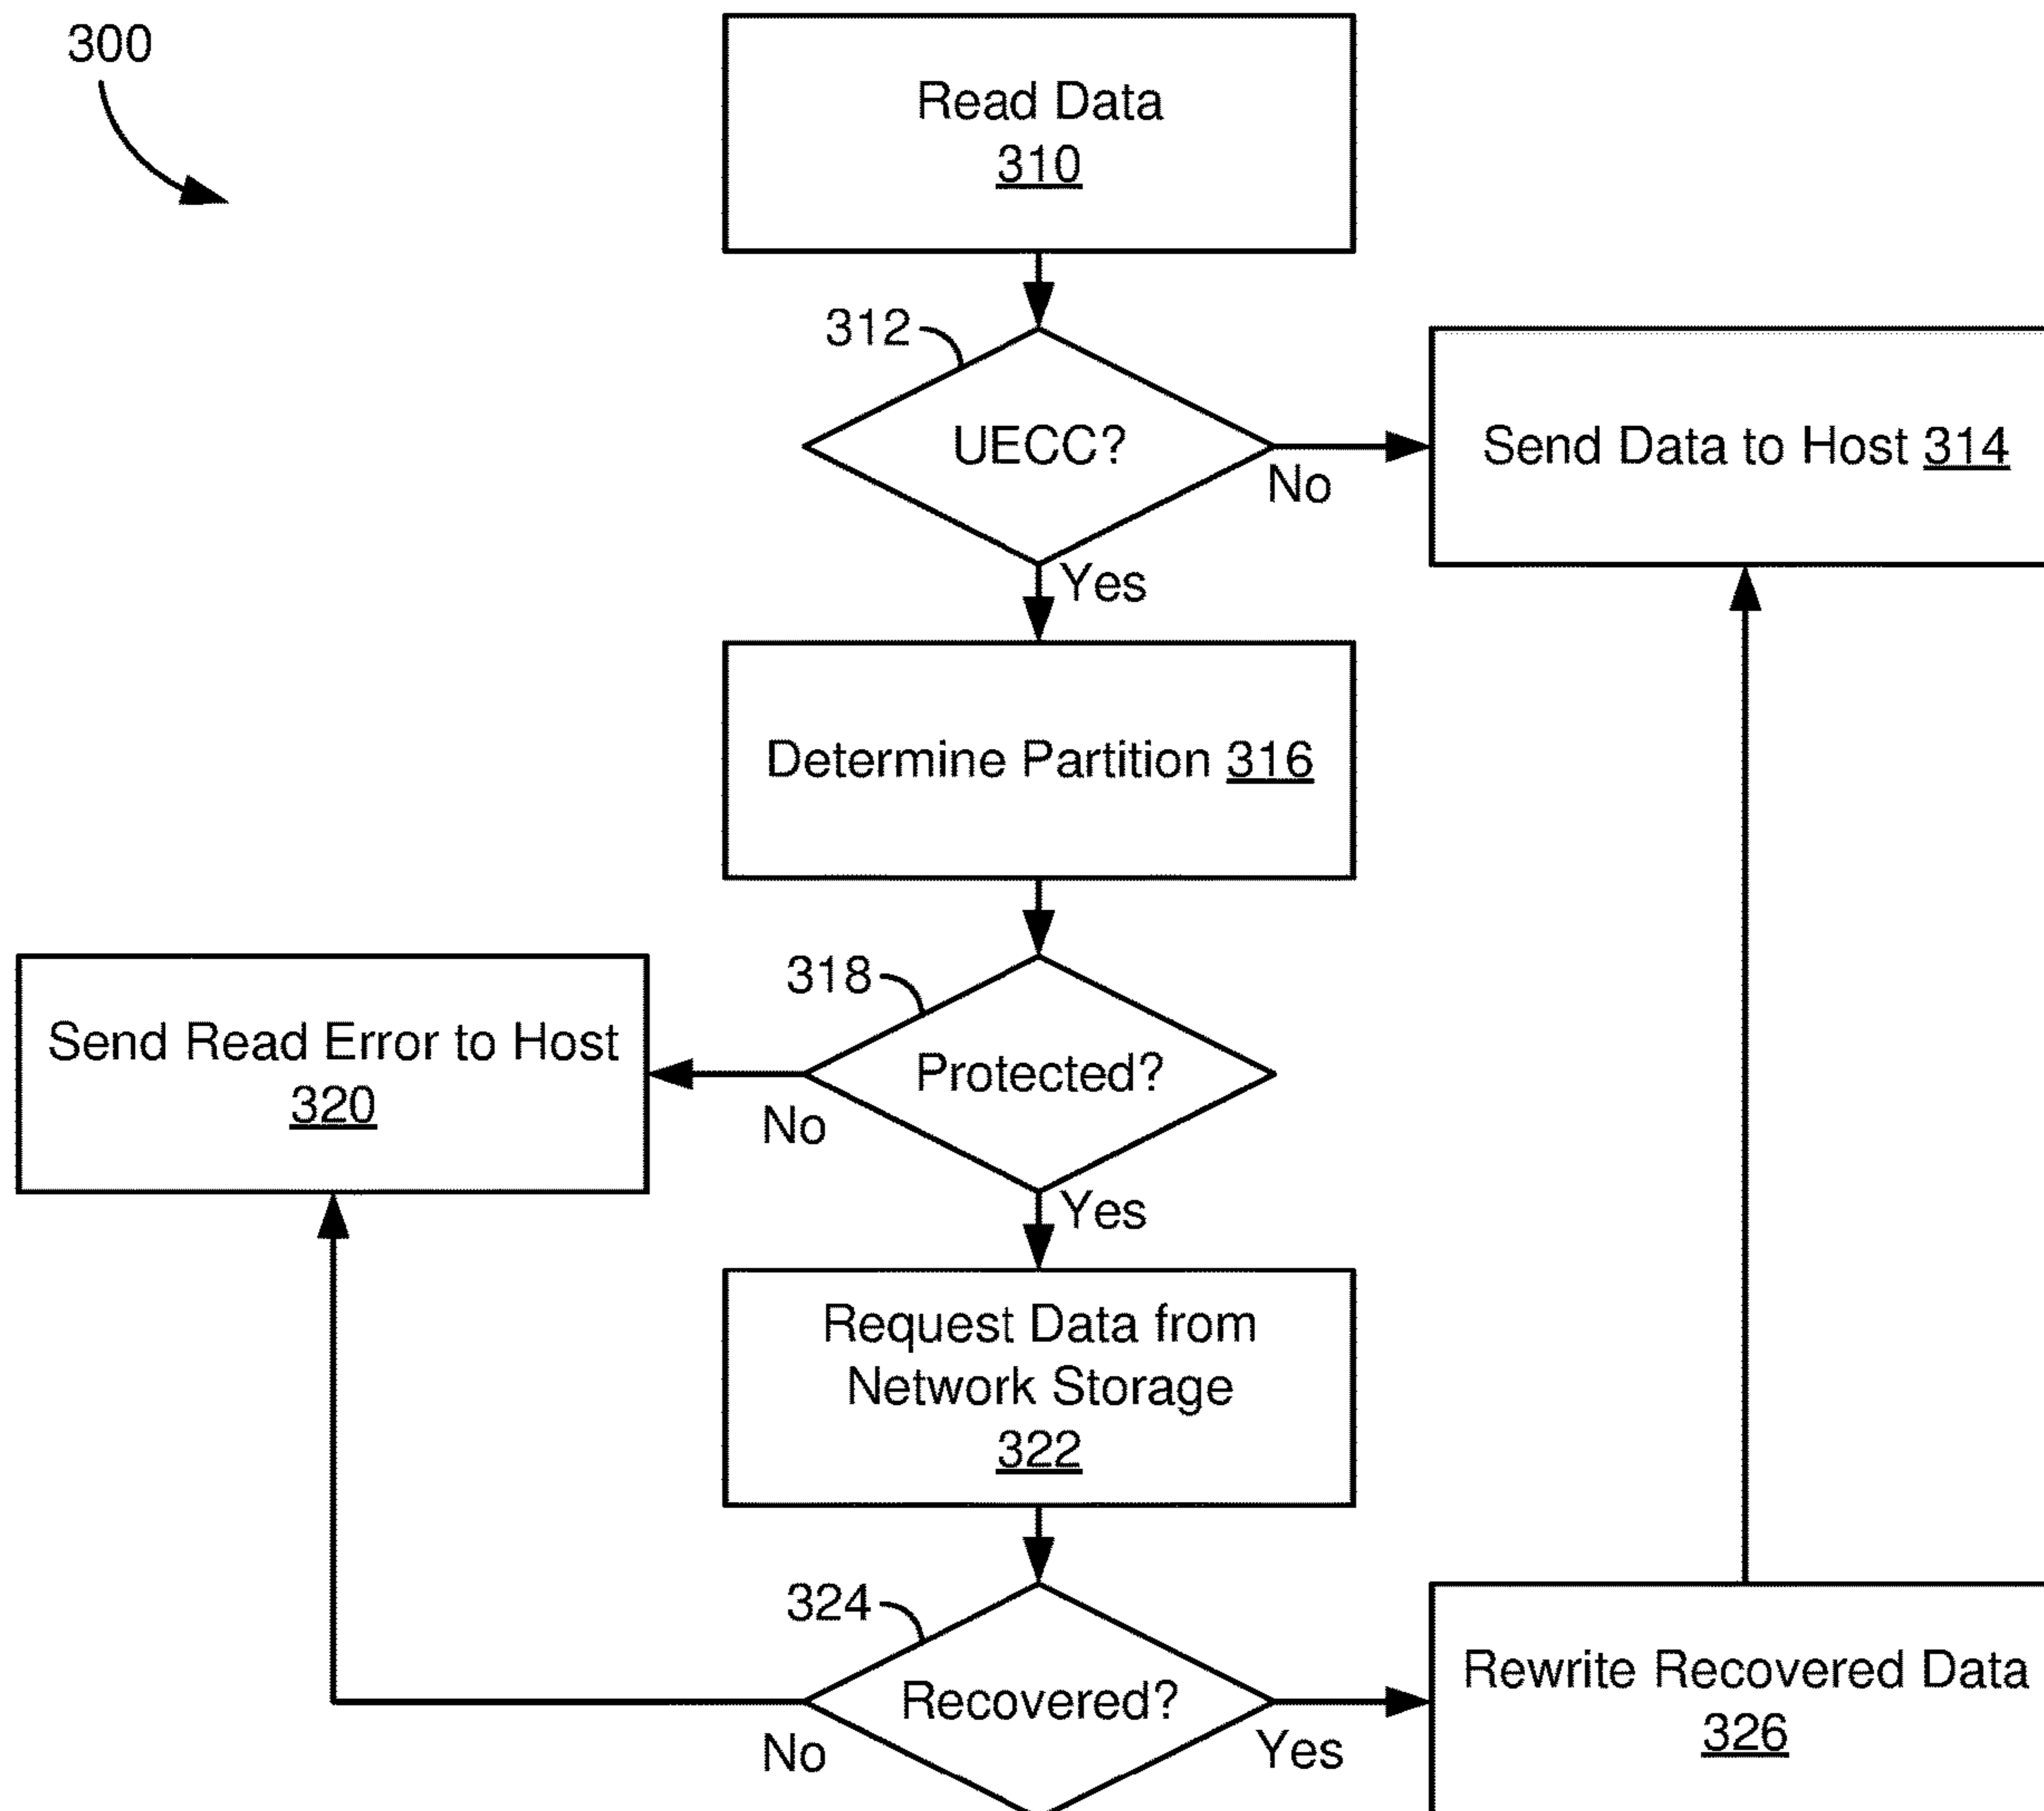 300
Read Data
310
312
UECC?
No
Send Data to Host 314
Yes
Determine Partition 316
318
Protected?
No
Send Read Error to Host
320
Yes
Request Data from
Network Storage
322
324
Recovered?
No
Yes
Rewrite Recovered Data
326